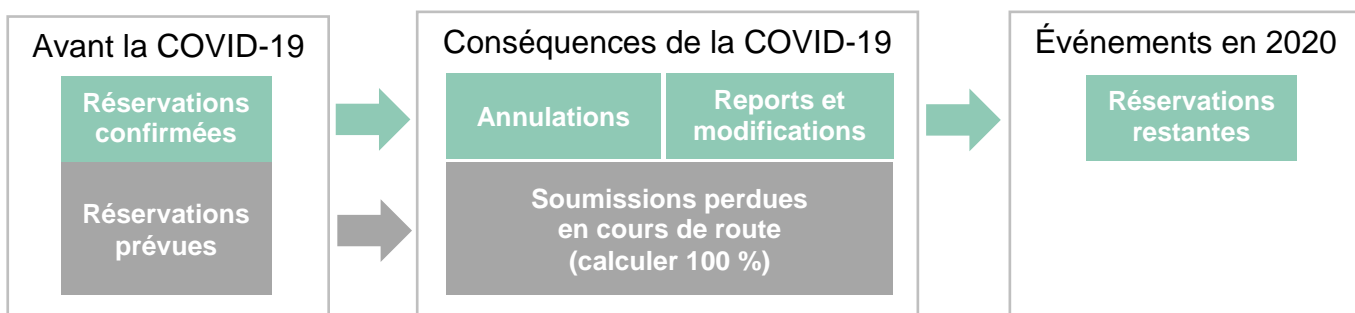 Avant la COVID-19
Réservations
confirmées
Réservations
prévues
Conséquences de la COVID-19
Annulations
Reports et
modifications
Soumissions perdues
en cours de route
(calculer 100 %)
Événements en 2020
Réservations
restantes